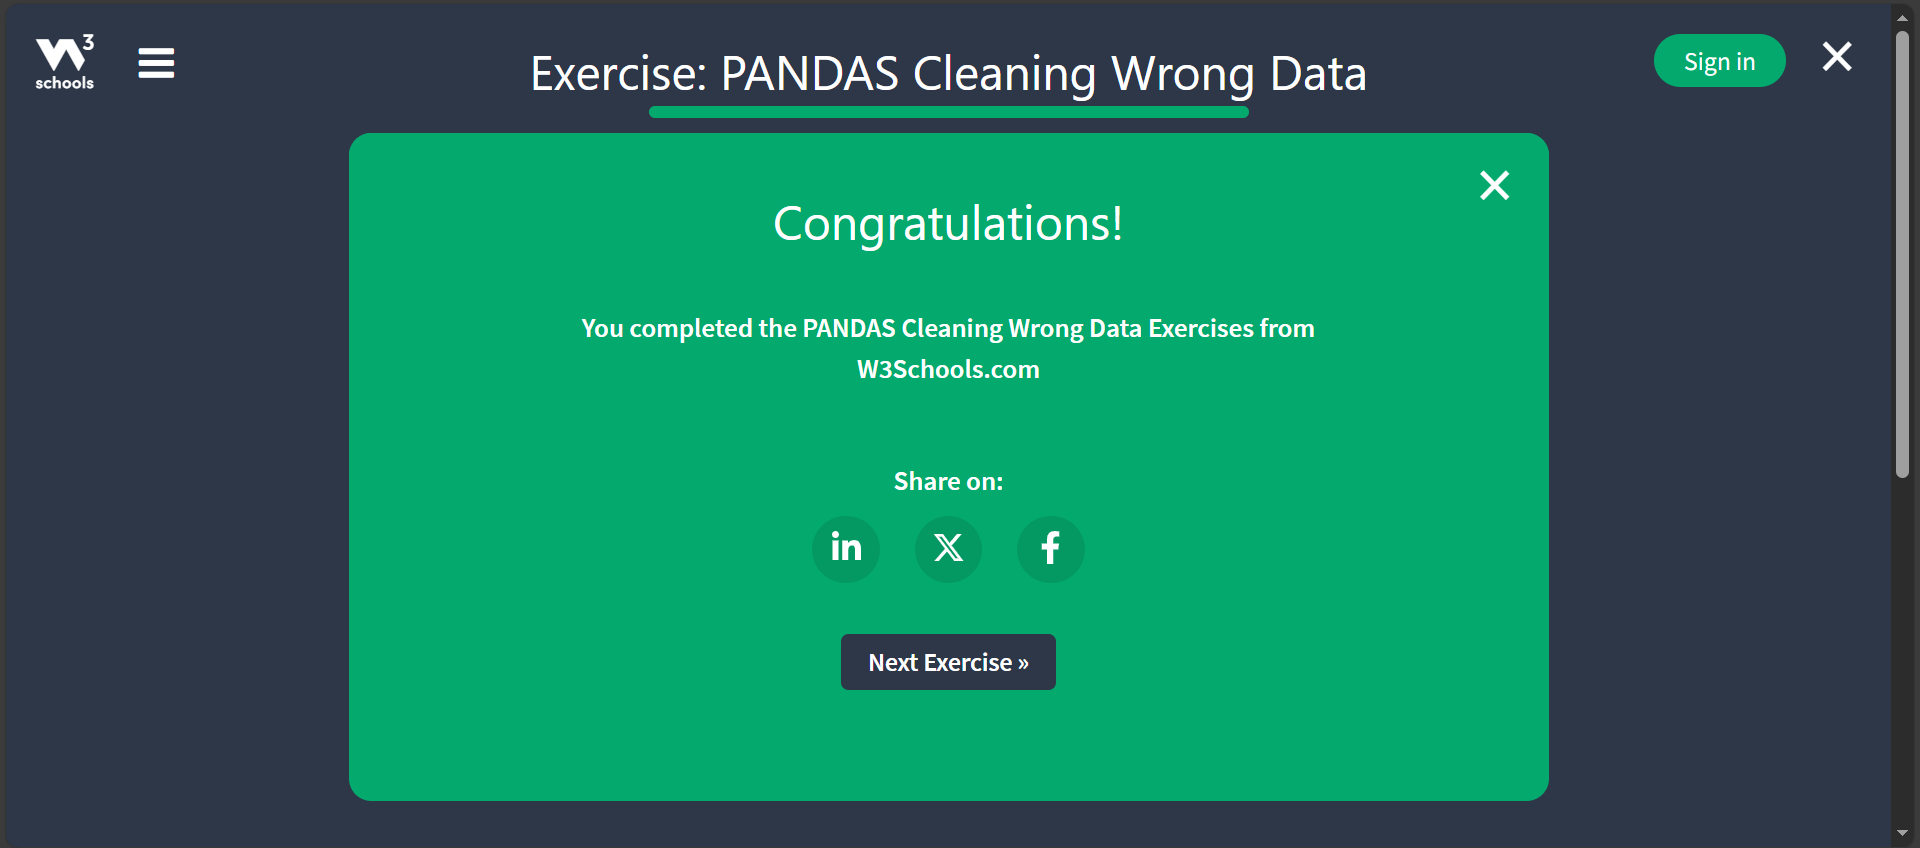 W3
schools
Exercise: PANDAS Cleaning Wrong Data
Sign in
Congratulations!
You completed the PANDAS Cleaning Wrong Data Exercises from
W3Schools.com
Share on:
in
X
f
Next Exercise »